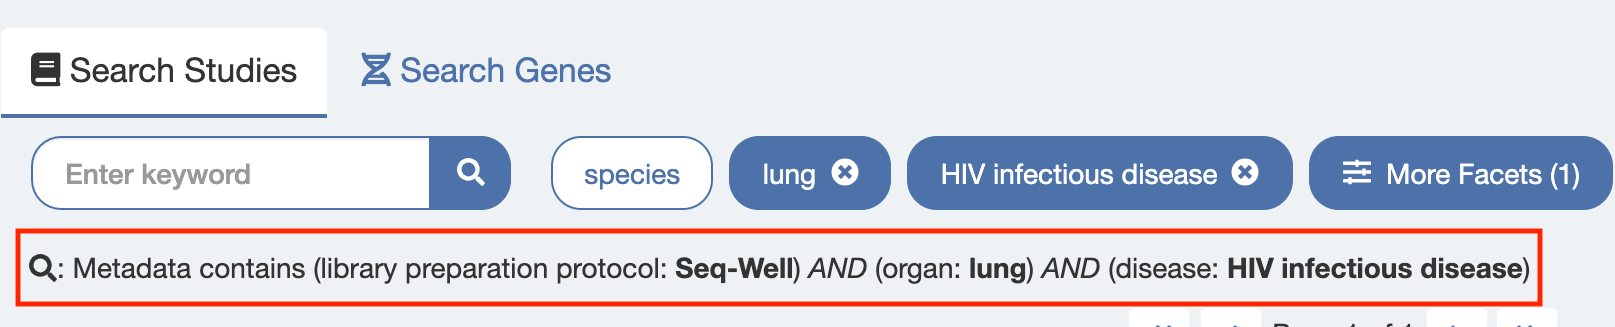 Search Studies Search Genes
Enter keyword species lung HIV infectious disease More Facets (1)
: Metadata contains (library preparation protocol: Seq-Well) AND (organ: lung) AND (disease: HIV infectious disease)